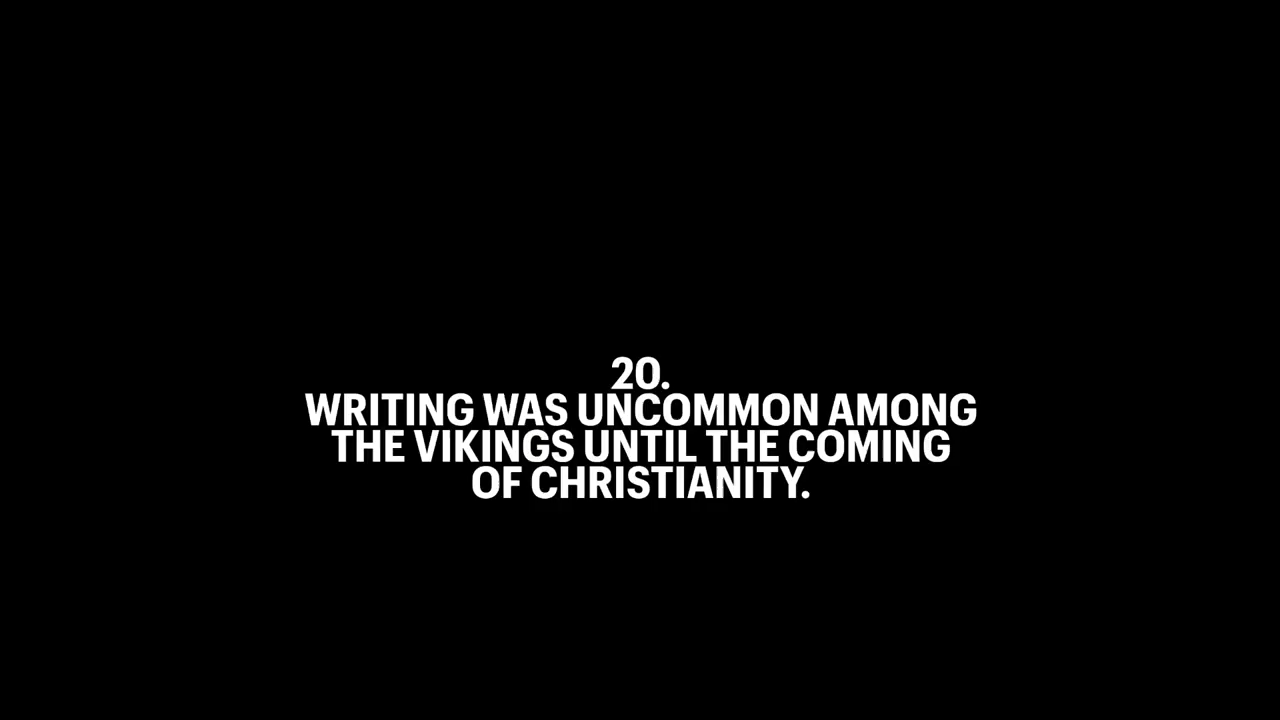 20.
WRITING WAS UNCOMMON AMONG
THE VIKINGS UNTIL THE COMING
OF CHRISTIANITY.